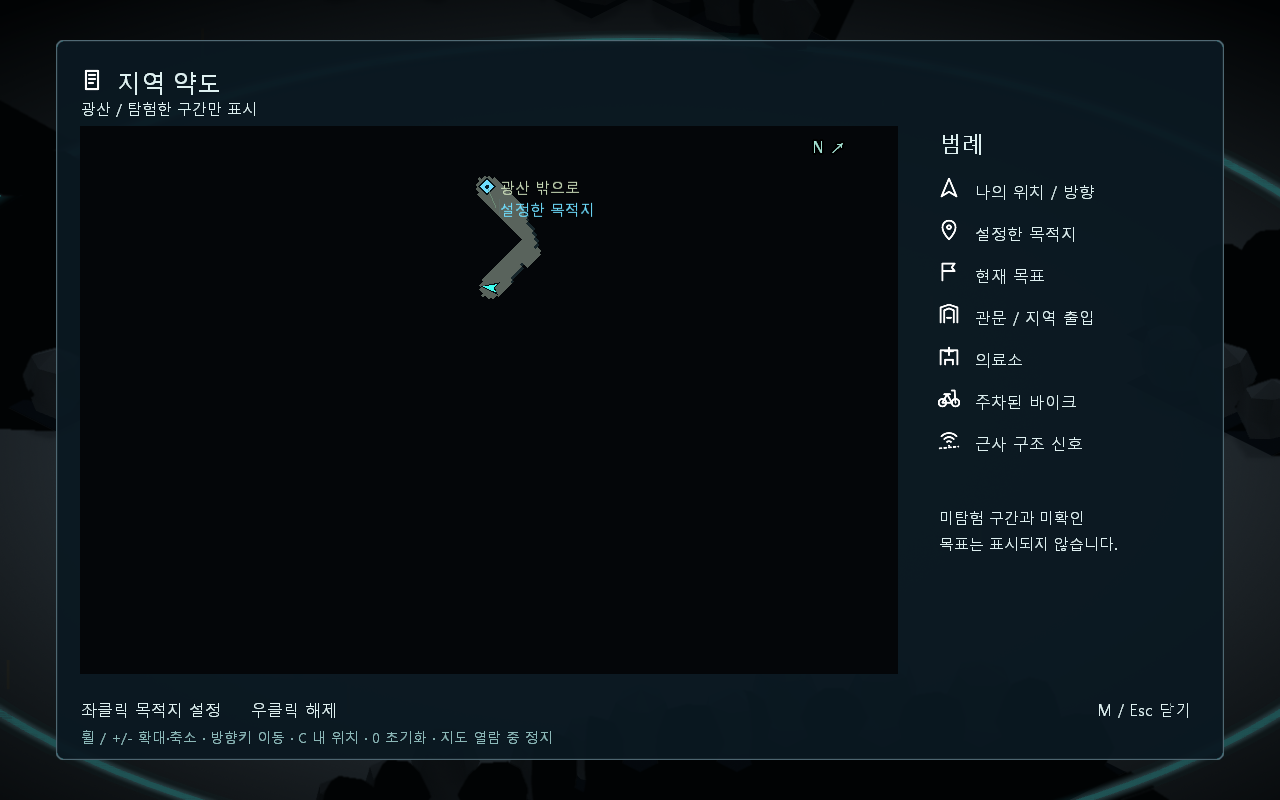 지역 약도
광산 / 탐험한 구간만 표시
N
광산 밖으로
설정한 목적지
범례
나의 위치 / 방향
설정한 목적지
현재 목표
관문 / 지역 출입
의료소
주차된 바이크
근사 구조 신호
미탐험 구간과 미확인
목표는 표시되지 않습니다.
좌클릭 목적지 설정 우클릭 해제
M / Esc 닫기
휠 / +/- 확대·축소 · 방향키 이동 · C 내 위치 · 0 초기화 · 지도 열람 중 정지